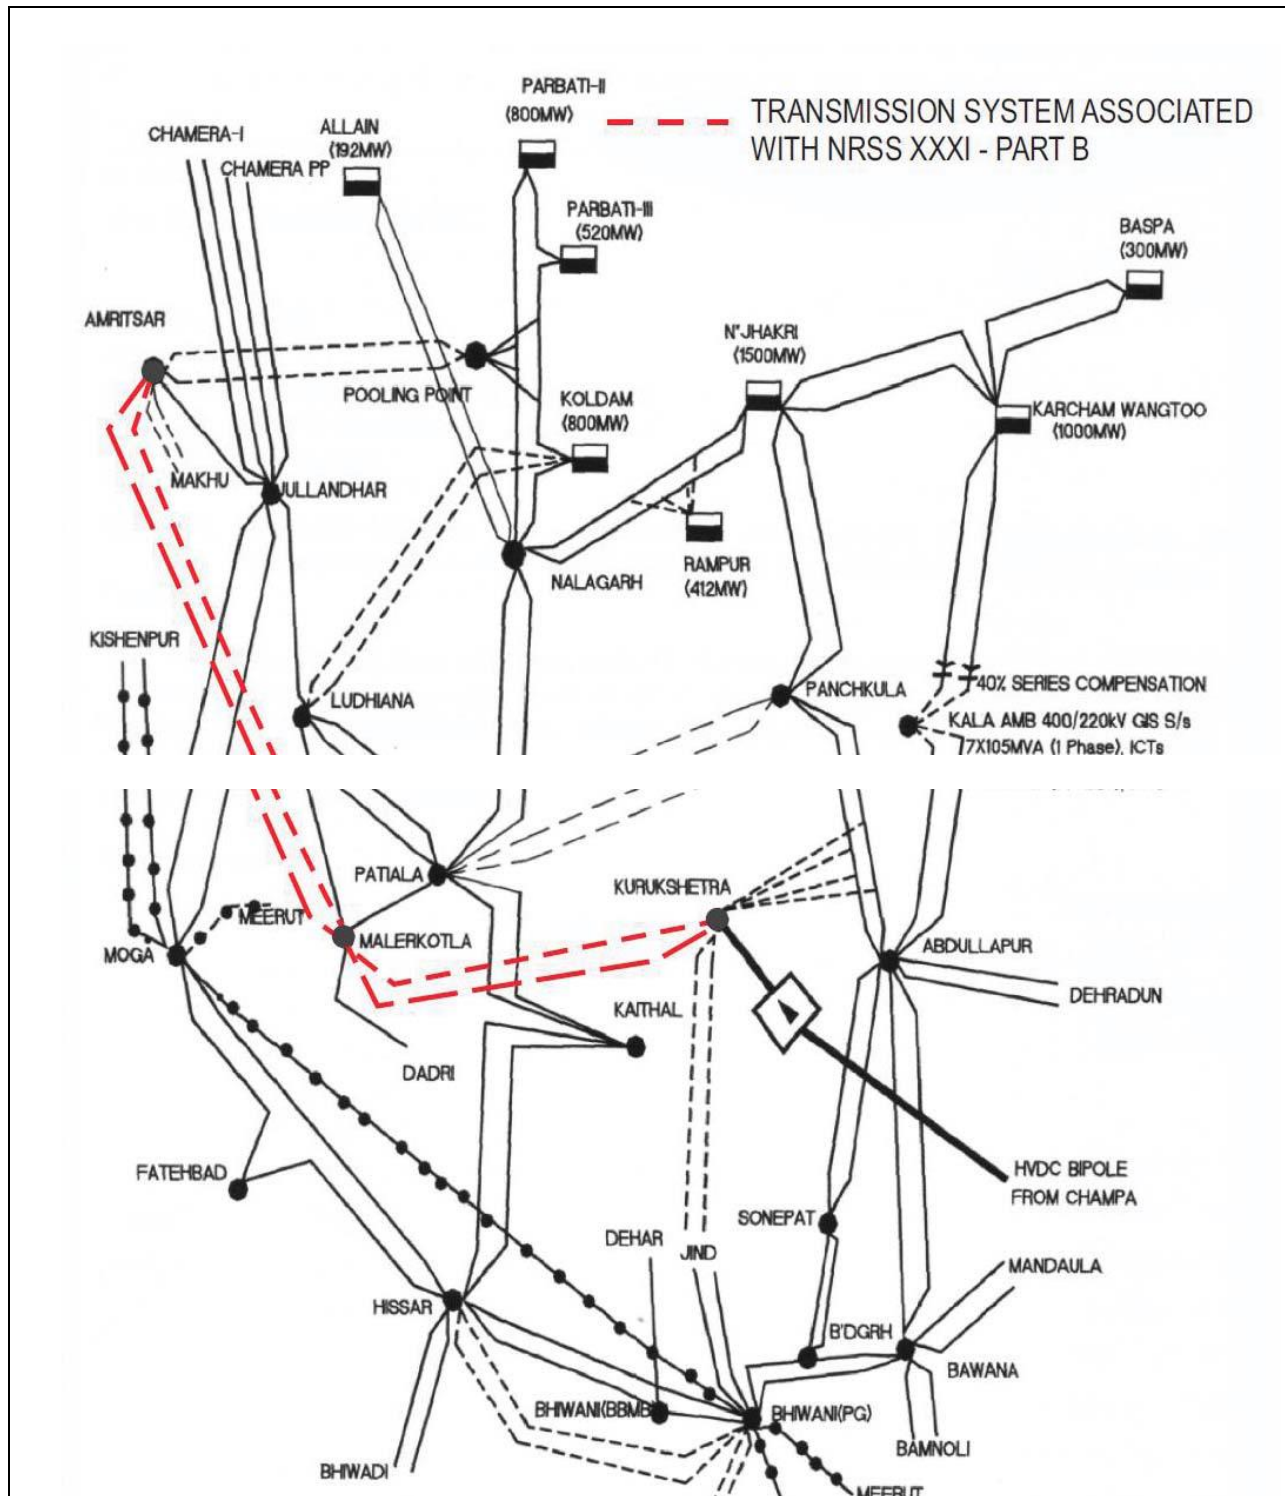 PARBATI-II
(800MW)
TRANSMISSION SYSTEM ASSOCIATED
WITH NRSS XXXI - PART B
CHAMERA-I
ALLAIN
(192MW)
CHAMERA PP
PARBATI-III
(520MW)
BASPA
(300MW)
AMRITSAR
N'JHAKRI
(1500MW)
POOLING POINT
KOLDAM
(800MW)
KARCHAM WANGTOO
(1000MW)
MAKHU
JULLANDHAR
RAMPUR
(412MW)
NALAGARH
KISHENPUR
LUDHIANA
PANCHKULA
40% SERIES COMPENSATION
KALA AMB 400/220kV GIS S/s
7X105MVA (1 Phase), ICTs
PATIALA
KURUKSHETRA
MEERUT
MOGA
MALERKOTLA
ABDULLAPUR
DEHRADUN
KAITHAL
DADRI
FATEHBAD
HVDC BIPOLE
FROM CHAMPA
SONEPAT
DEHAR
JIND
MANDAULA
HISSAR
B'DGRH
BAWANA
BHIWANI(BBMB)
BHIWANI(PG)
BAMNOLI
BHIWADI
MEERUT